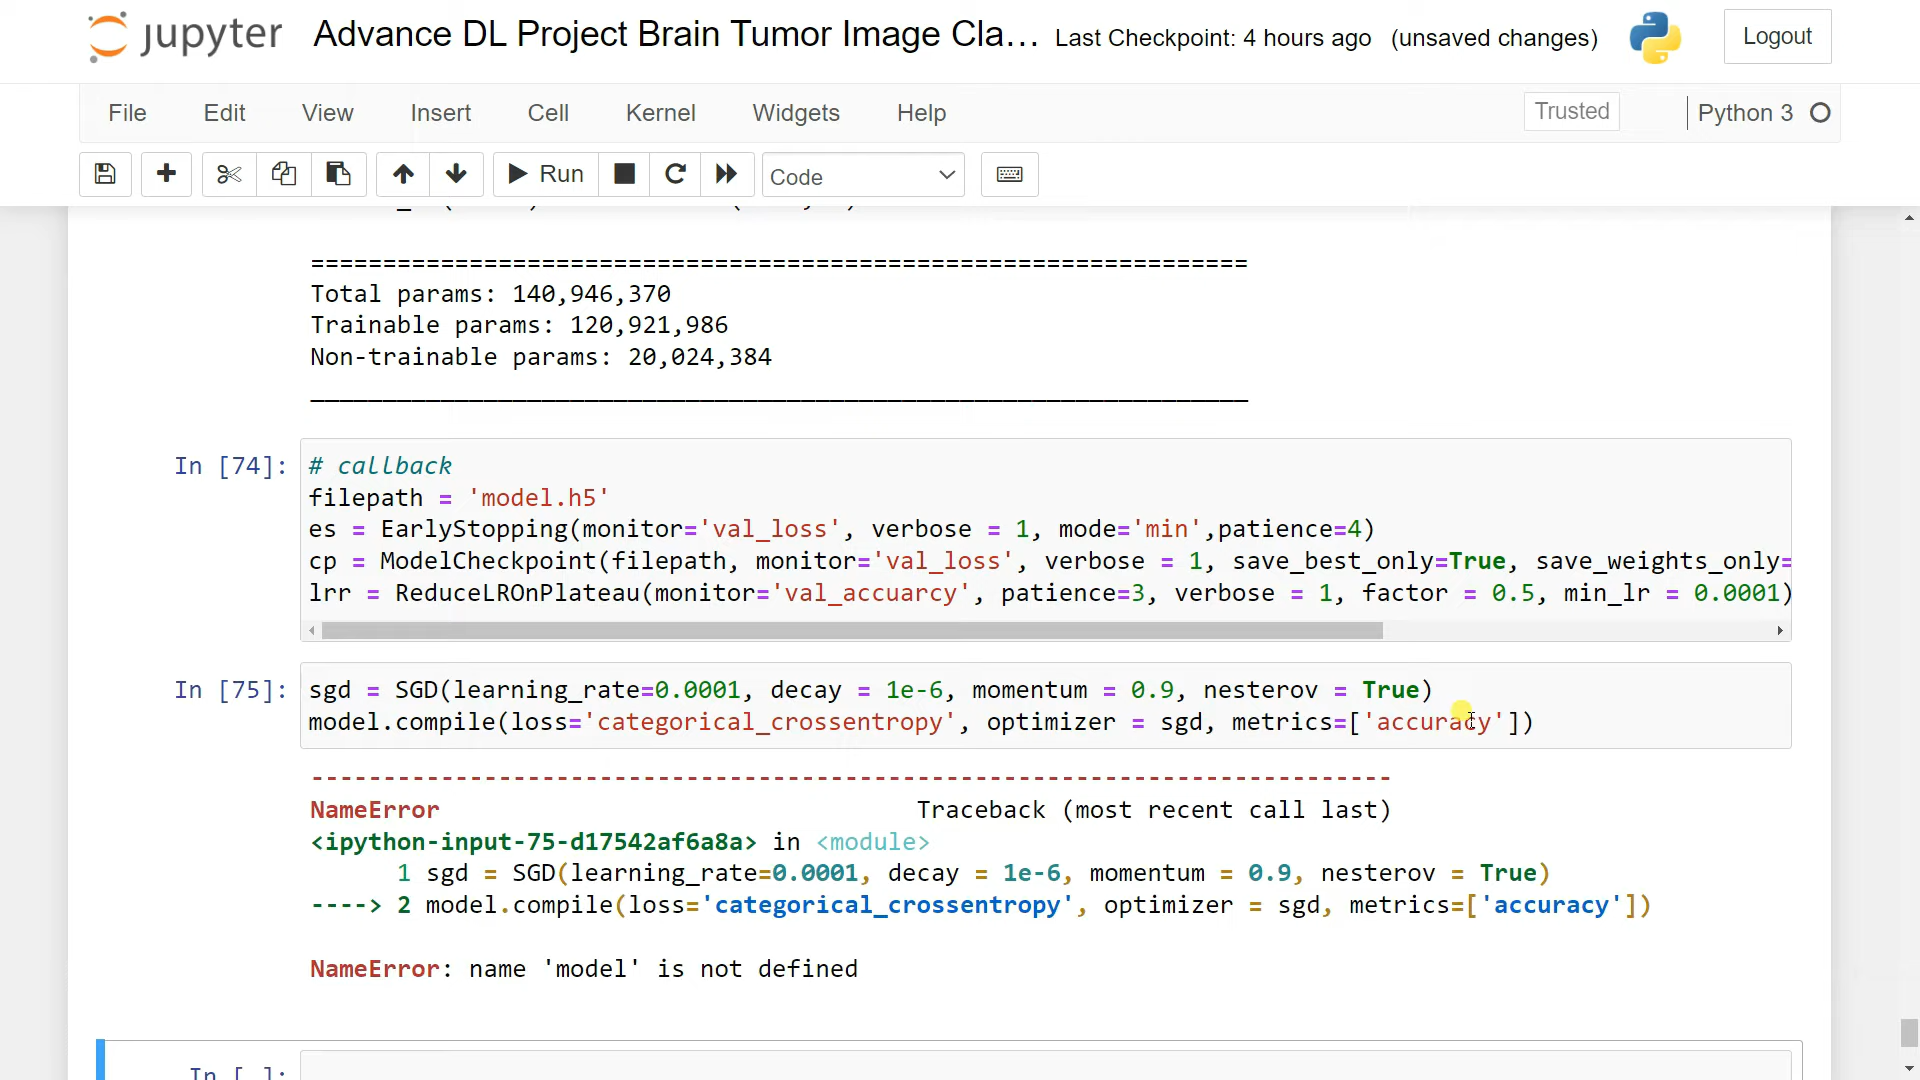 jupyter Advance DL Project Brain Tumor Image Cla... Last Checkpoint: 4 hours ago (unsaved changes) Logout
File Edit View Insert Cell Kernel Widgets Help Trusted Python 3
Run Code
================================================================
Total params: 140,946,370
Trainable params: 120,921,986
Non-trainable params: 20,024,384
_________________________________________________________________
In [74]: # callback
filepath = 'model.h5'
es = EarlyStopping(monitor='val_loss', verbose = 1, mode='min',patience=4)
cp = ModelCheckpoint(filepath, monitor='val_loss', verbose = 1, save_best_only=True, save_weights_only=
lrr = ReduceLROnPlateau(monitor='val_accuarcy', patience=3, verbose = 1, factor = 0.5, min_lr = 0.0001)
In [75]: sgd = SGD(learning_rate=0.0001, decay = 1e-6, momentum = 0.9, nesterov = True)
model.compile(loss='categorical_crossentropy', optimizer = sgd, metrics=['accuracy'])
---------------------------------------------------------------------------
NameError Traceback (most recent call last)
<ipython-input-75-d17542af6a8a> in <module>
1 sgd = SGD(learning_rate=0.0001, decay = 1e-6, momentum = 0.9, nesterov = True)
----> 2 model.compile(loss='categorical_crossentropy', optimizer = sgd, metrics=['accuracy'])
NameError: name 'model' is not defined
In [ ]: